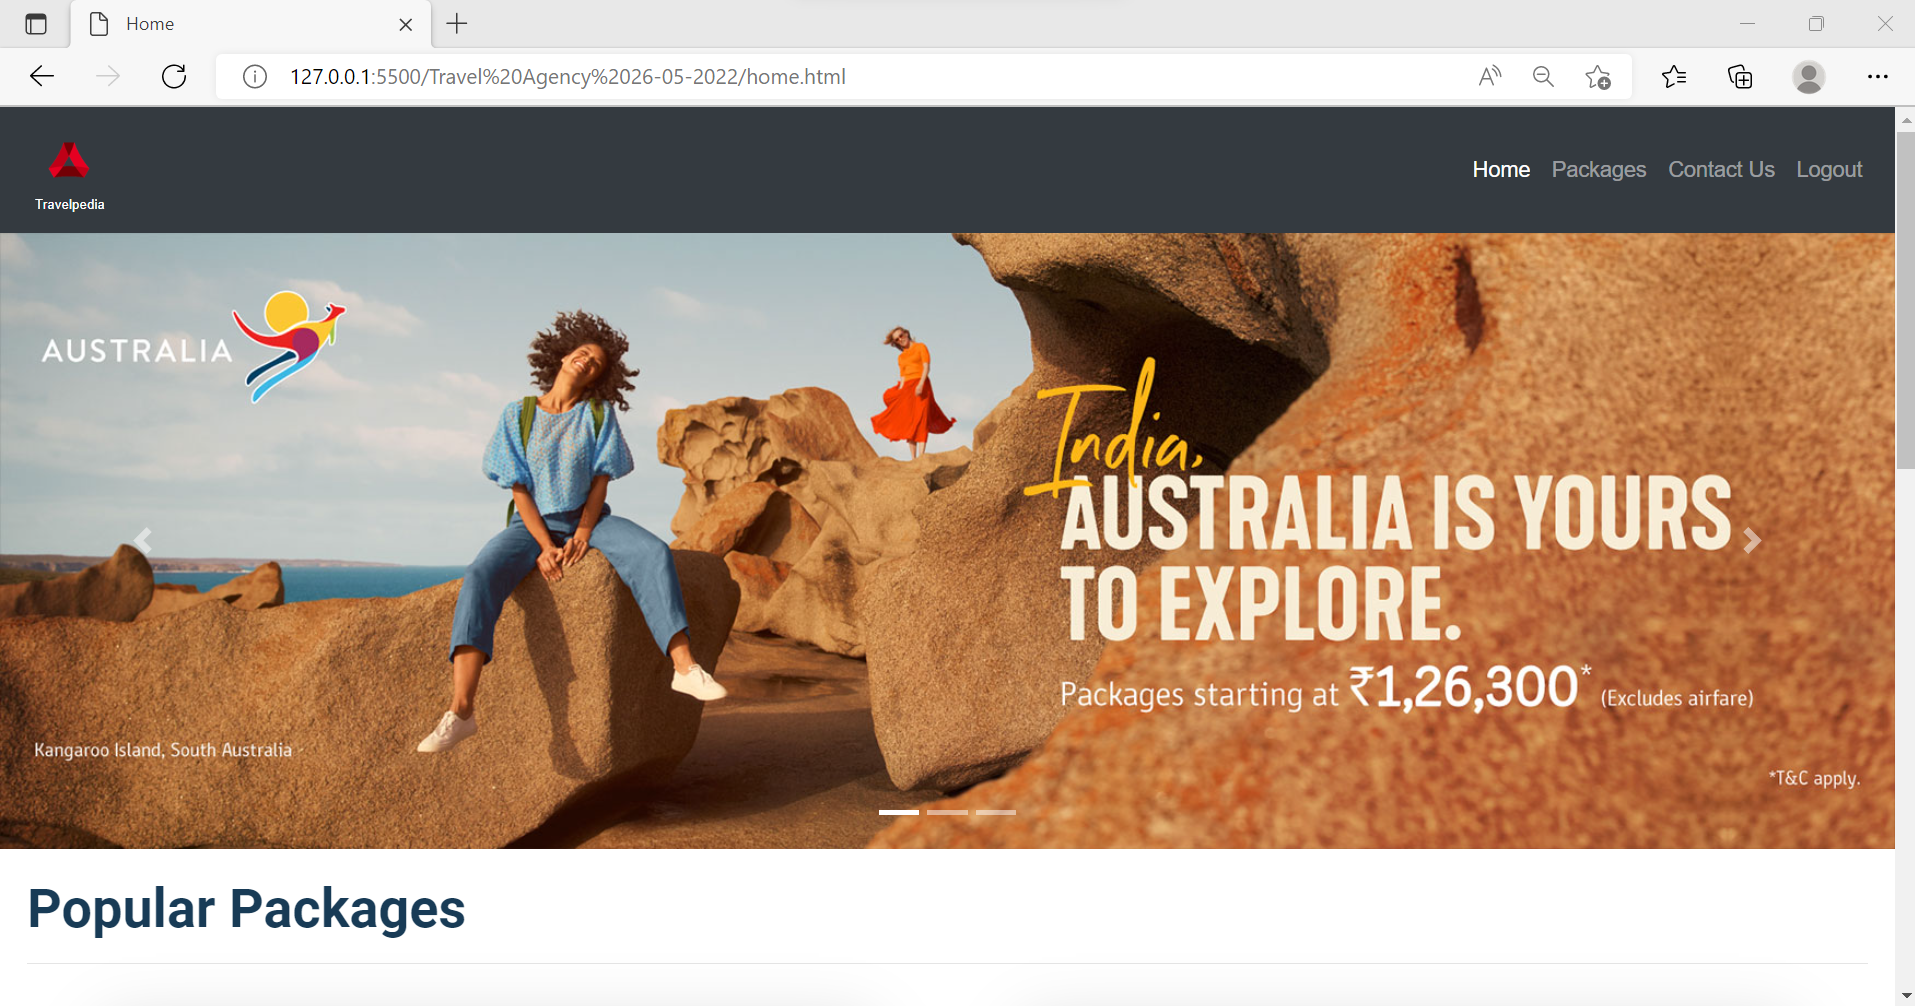 Home
127.0.0.1:5500/Travel%20Agency%2026-05-2022/home.html
Travelpedia
Home Packages Contact Us Logout
AUSTRALIA
India,
AUSTRALIA IS YOURS
TO EXPLORE.
Packages starting at ₹1,26,300* (Excludes airfare)
Kangaroo Island, South Australia
*T&C apply.
Popular Packages